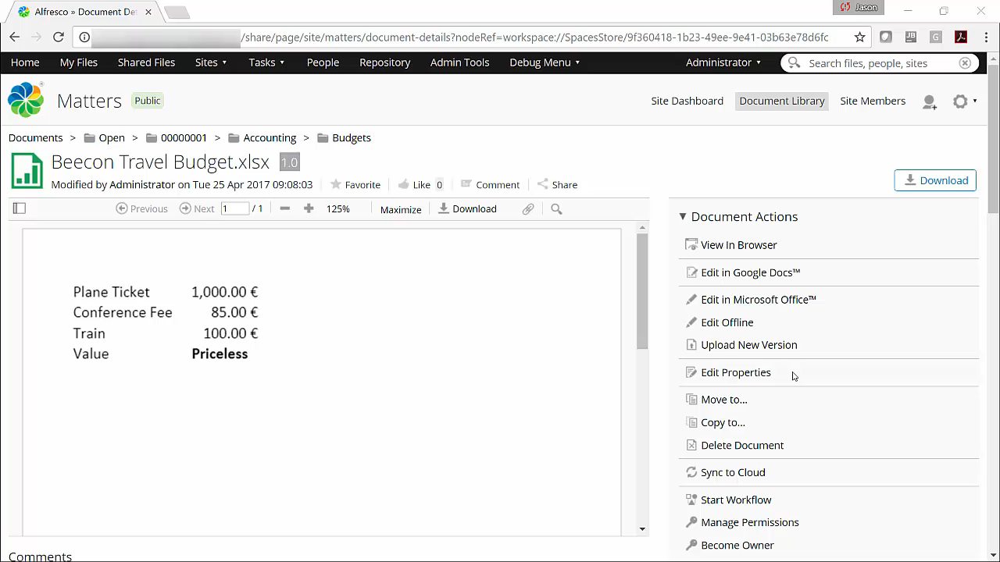 Alfresco » Document Det
Jason
/share/page/site/matters/document-details?nodeRef=workspace://SpacesStore/9f360418-1b23-49ee-9e41-03b63e78d6fc
JB
G
Home My Files Shared Files Sites Tasks People Repository Admin Tools Debug Menu Administrator Search files, people, sites
Matters Public Site Dashboard Document Library Site Members
Documents > Open > 00000001 > Accounting > Budgets
Beecon Travel Budget.xlsx 1.0
Modified by Administrator on Tue 25 Apr 2017 09:08:03 Favorite Like 0 Comment Share
Download
Previous Next 1 / 1 125% Maximize Download
Plane Ticket 1,000.00 €
Conference Fee 85.00 €
Train 100.00 €
Value Priceless
Document Actions
View In Browser
Edit in Google Docs™
Edit in Microsoft Office™
Edit Offline
Upload New Version
Edit Properties
Move to...
Copy to...
Delete Document
Sync to Cloud
Start Workflow
Manage Permissions
Become Owner
Comments